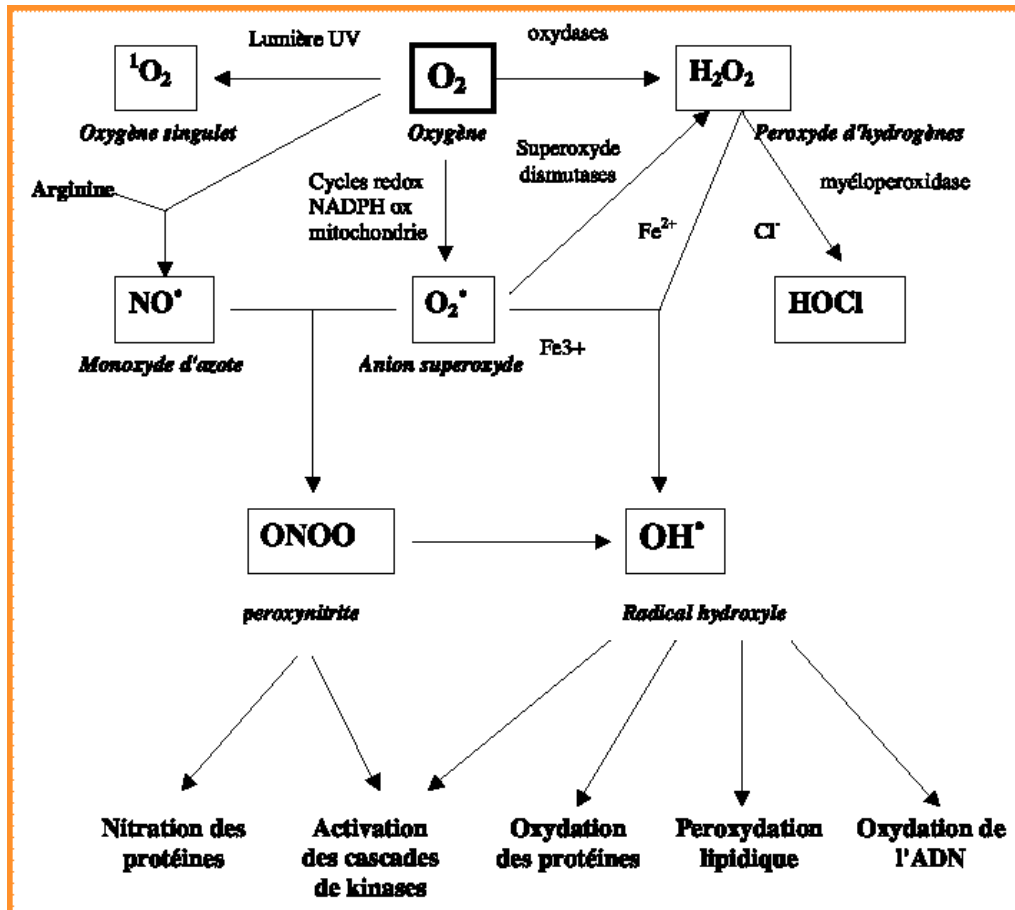 Lumière UV
oxydases
¹O₂
O₂
H₂O₂
Oxygène singulet
Oxygène
Peroxyde d'hydrogènes
Superoxyde
dismutases
Arginine
Cycles redox
NADPH ox
mitochondrie
myéloperoxidase
Fe²⁺
Cl⁻
NO•
O₂•
HOCl
Monoxyde d'azote
Anion superoxyde
Fe3+
ONOO
OH•
peroxynitrite
Radical hydroxyle
Nitration des
protéines
Activation
des cascades
de kinases
Oxydation
des protéines
Peroxydation
lipidique
Oxydation de
l'ADN